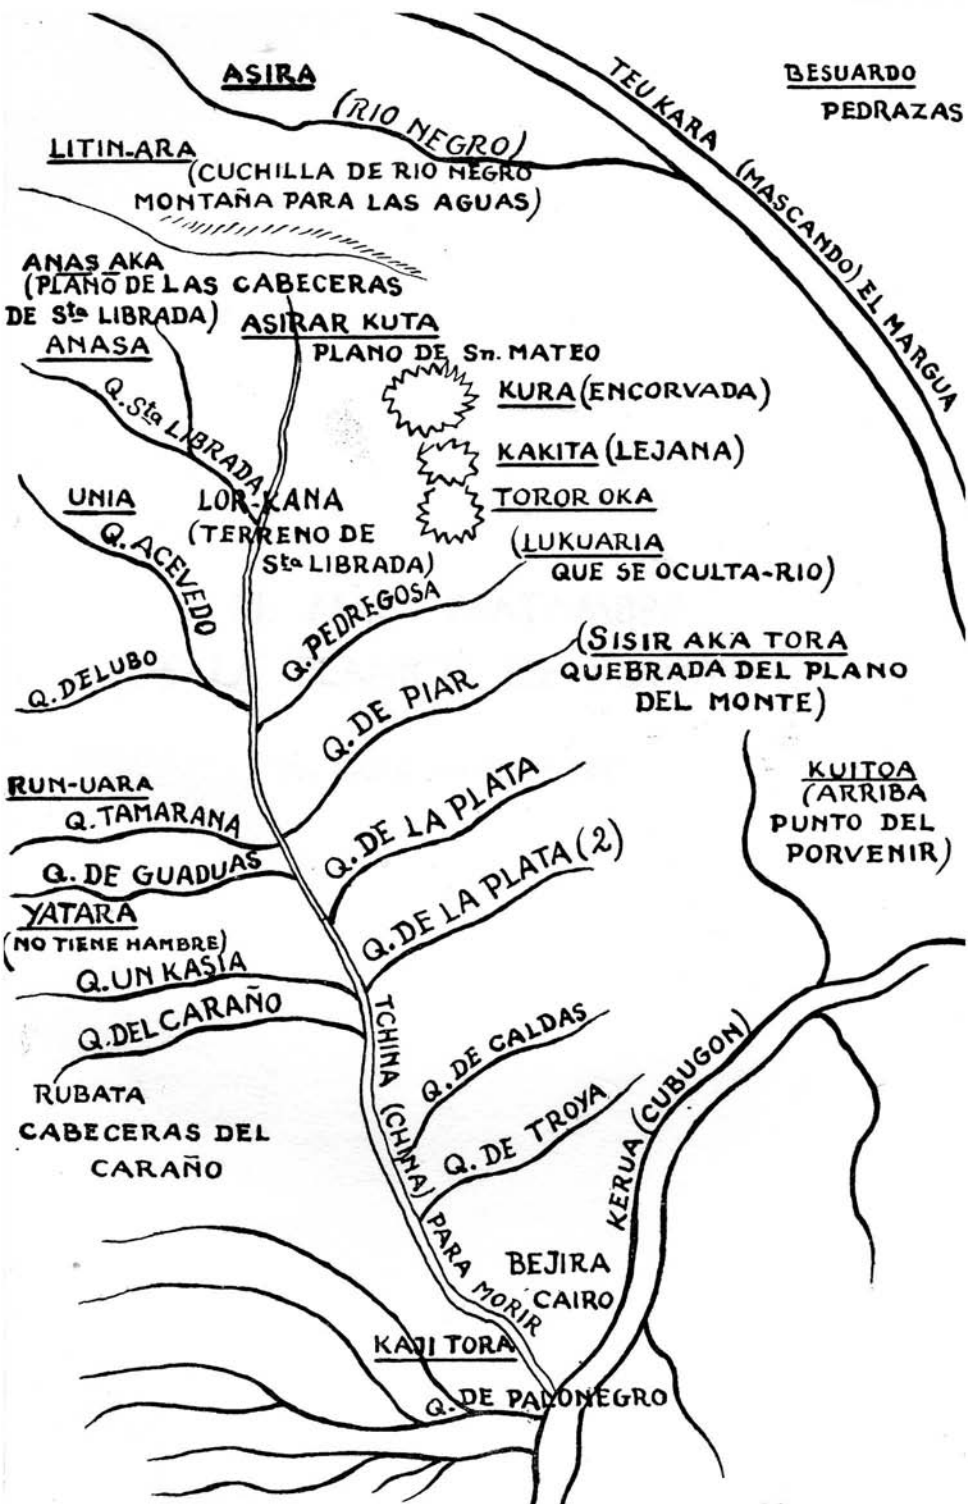 ASIRA
(RIO NEGRO)
TEUKARA (MASCANDO) EL MARGUA
BESUARDO
PEDRAZAS
LITIN-ARA
(CUCHILLA DE RIO NEGRO
MONTAÑA PARA LAS AGUAS)
ANAS AKA
(PLANO DE LAS CABECERAS
DE Sta LIBRADA)
ASIRAR KUTA
PLANO DE Sn. MATEO
ANASA
Q. Sta LIBRADA
KURA (ENCORVADA)
KAKITA (LEJANA)
TOROR OKA
UNIA
Q. ACEVEDO
LOR-KANA
(TERRENO DE
Sta LIBRADA)
(LUKUARIA
QUE SE OCULTA-RIO)
Q. PEDREGOSA
Q. DELUBO
(SISIR AKA TORA
QUEBRADA DEL PLANO
DEL MONTE)
Q. DE PIAR
RUN-UARA
Q. TAMARANA
Q. DE LA PLATA
KUITOA
(ARRIBA
PUNTO DEL
PORVENIR)
Q. DE GUADUAS
Q. DE LA PLATA (2)
YATARA
(NO TIENE HAMBRE)
Q. UN KASIA
Q. DEL CARAÑO
RUBATA
CABECERAS DEL
CARAÑO
TCHINA (CHINA) PARA MORIR
Q. DE CALDAS
Q. DE TROYA
KERUA (CUBUGON)
BEJIRA
CAIRO
KAJI TORA
Q. DE PALONEGRO